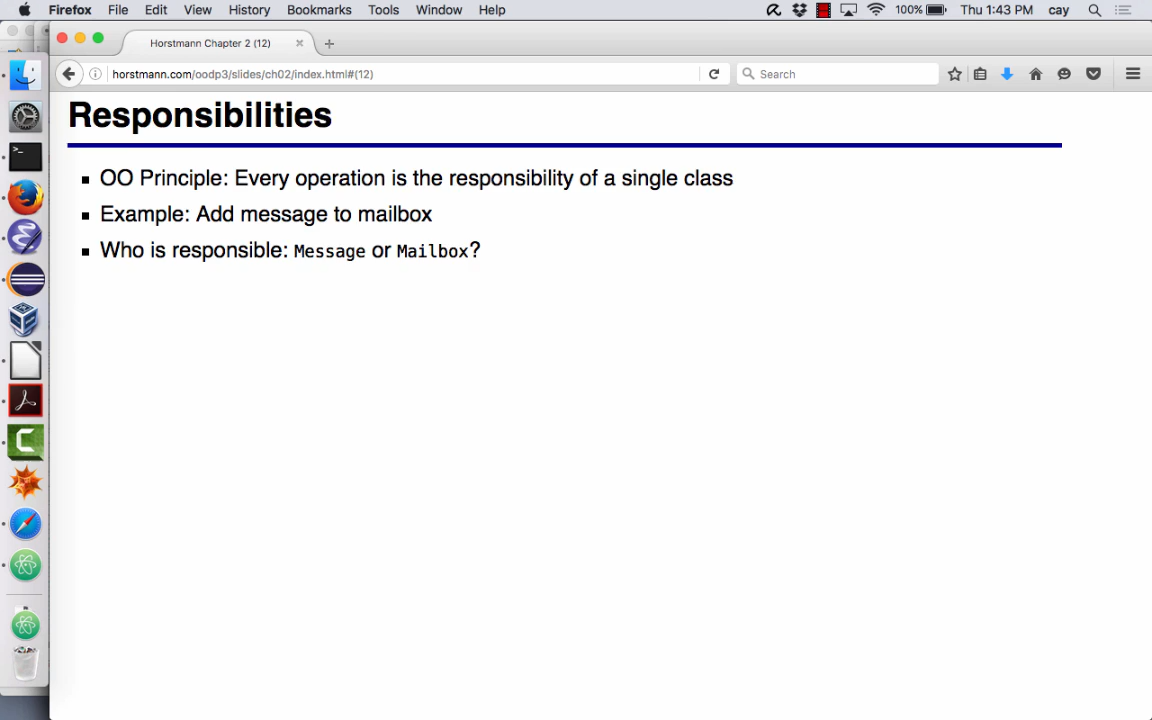 Firefox File Edit View History Bookmarks Tools Window Help 100% Thu 1:43 PM cay
Horstmann Chapter 2 (12)
horstmann.com/oodp3/slides/ch02/index.html#(12) Search
Responsibilities
OO Principle: Every operation is the responsibility of a single class
Example: Add message to mailbox
Who is responsible: Message or Mailbox?